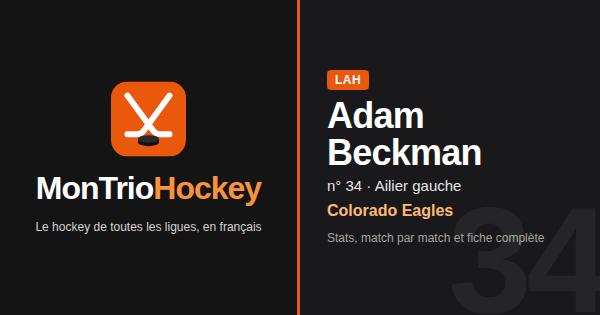 MonTrioHockey
Le hockey de toutes les ligues, en français
LAH
Adam
Beckman
n° 34 · Ailier gauche
Colorado Eagles
Stats, match par match et fiche complète
34